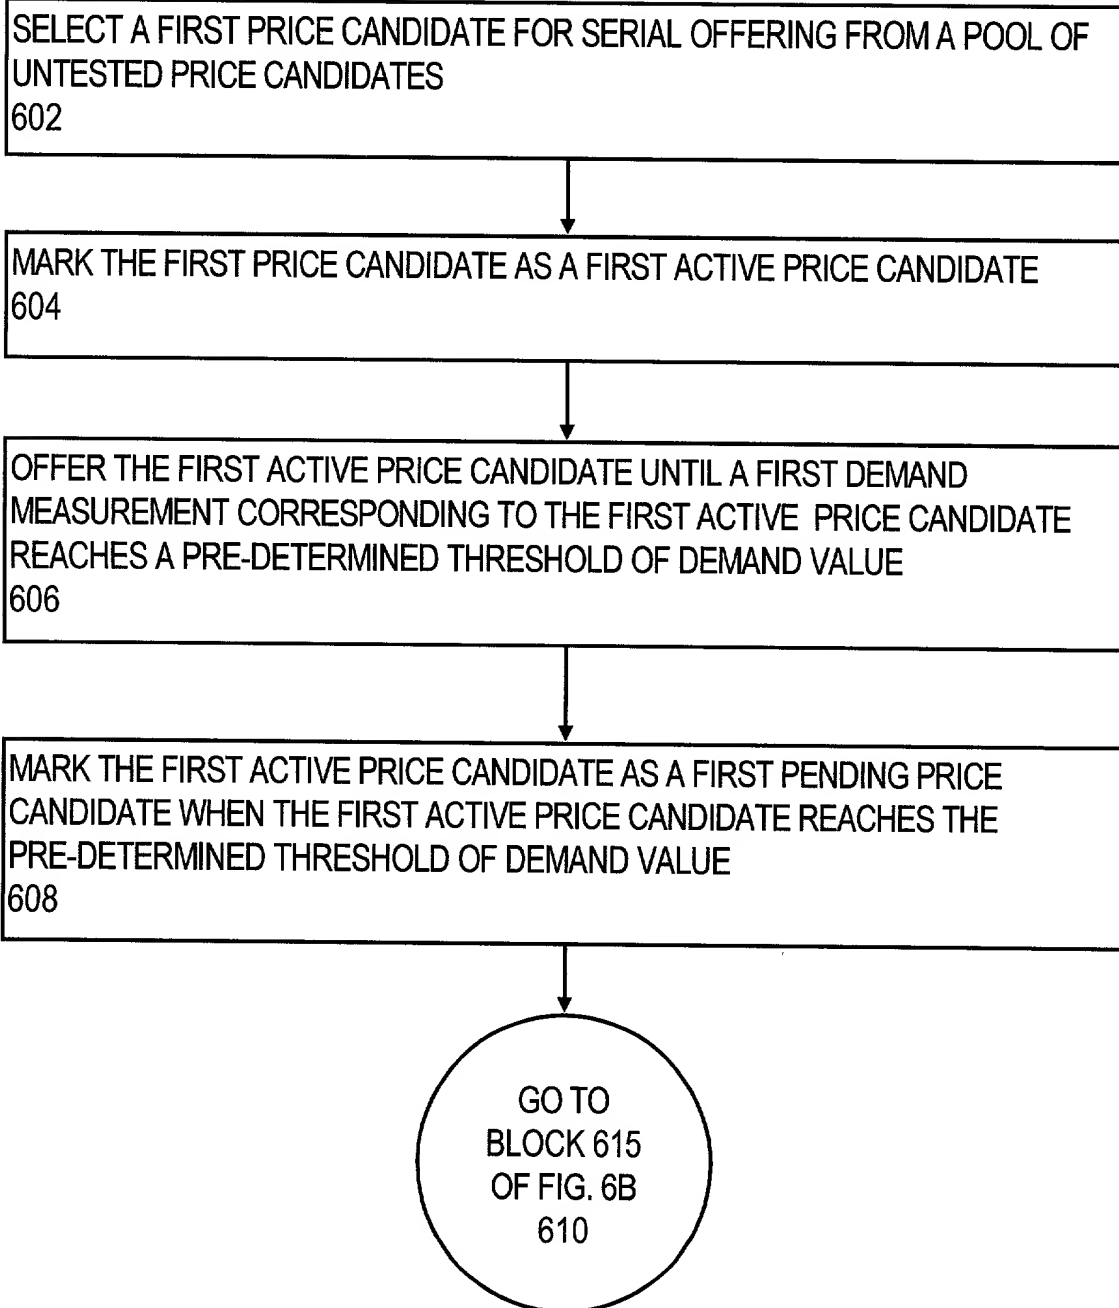 SELECT A FIRST PRICE CANDIDATE FOR SERIAL OFFERING FROM A POOL OF
UNTESTED PRICE CANDIDATES
602
MARK THE FIRST PRICE CANDIDATE AS A FIRST ACTIVE PRICE CANDIDATE
604
OFFER THE FIRST ACTIVE PRICE CANDIDATE UNTIL A FIRST DEMAND
MEASUREMENT CORRESPONDING TO THE FIRST ACTIVE PRICE CANDIDATE
REACHES A PRE-DETERMINED THRESHOLD OF DEMAND VALUE
606
MARK THE FIRST ACTIVE PRICE CANDIDATE AS A FIRST PENDING PRICE
CANDIDATE WHEN THE FIRST ACTIVE PRICE CANDIDATE REACHES THE
PRE-DETERMINED THRESHOLD OF DEMAND VALUE
608
GO TO
BLOCK 615
OF FIG. 6B
610